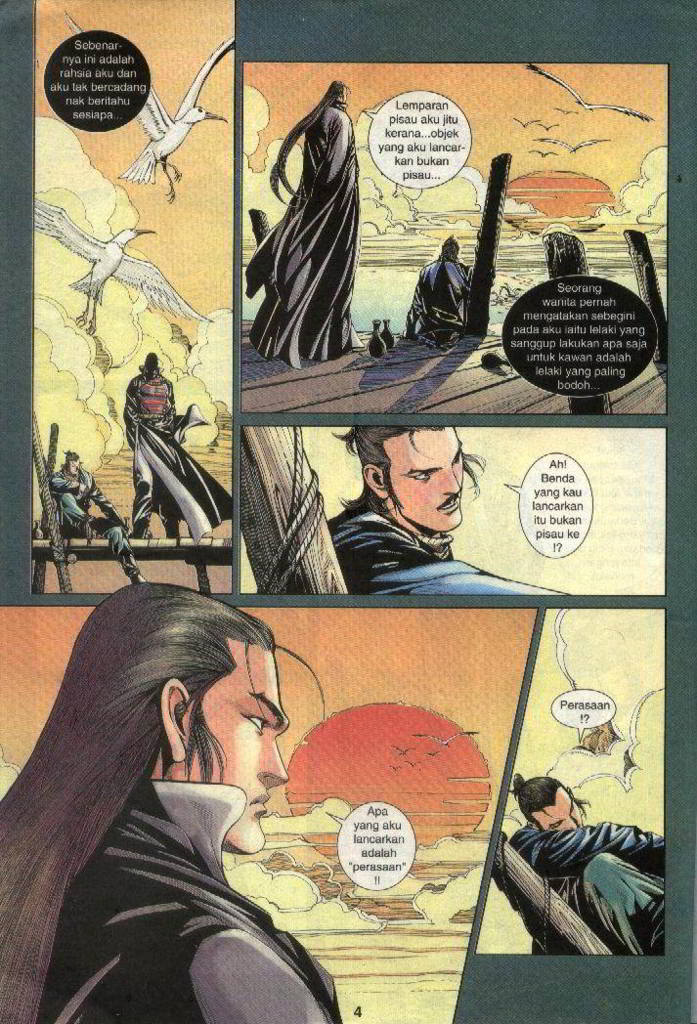 Sebenar-
nya ini adalah
rahsia aku dan
aku tak bercadang
nak beritahu
sesiapa...
Lemparan
pisau aku jitu
kerana...objek
yang aku lancar-
kan bukan
pisau...
Seorang
wanita pernah
mengatakan sebegini
pada aku iaitu lelaki yang
sanggup lakukan apa saja
untuk kawan adalah
lelaki yang paling
bodoh...
Ah!
Benda
yang kau
lancarkan
itu bukan
pisau ke
!?
Apa
yang aku
lancarkan
adalah
"perasaan"
!!
Perasaan
!?
4